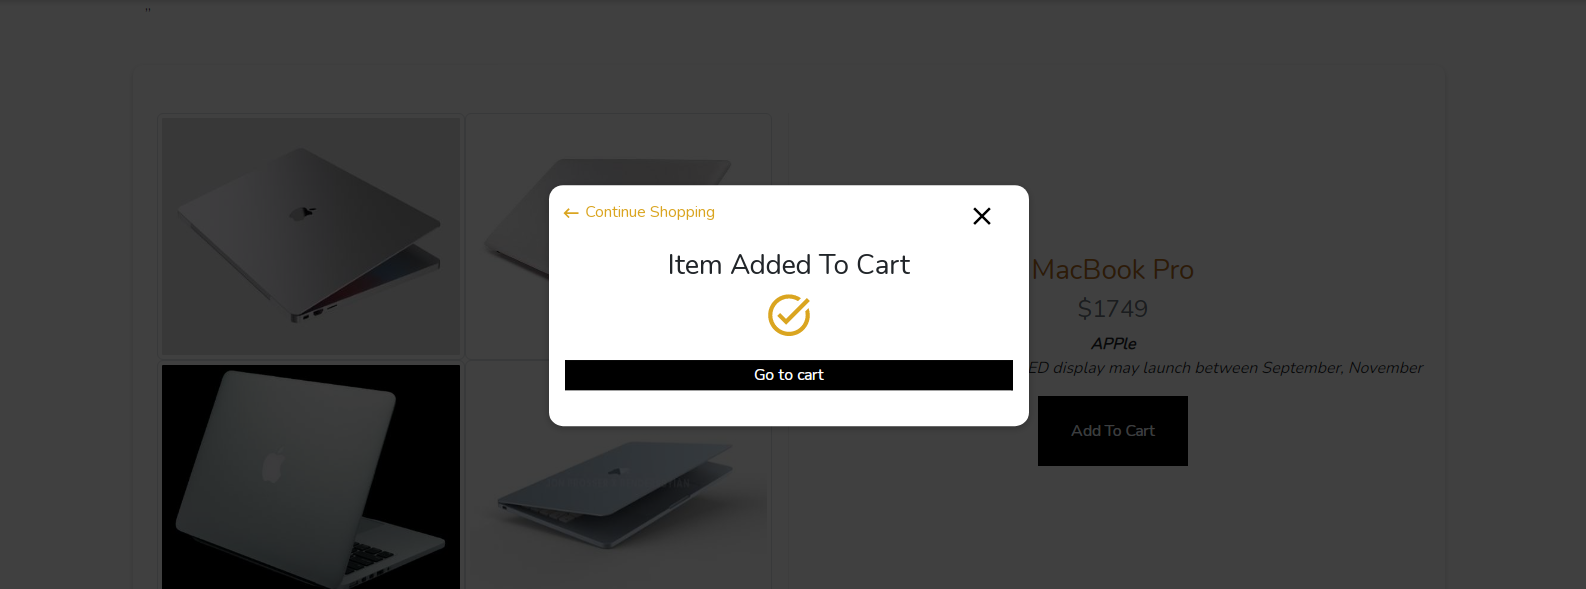 "
← Continue Shopping
Item Added To Cart
Go to cart
MacBook Pro
$1749
APPle
ED display may launch between September, November
Add To Cart